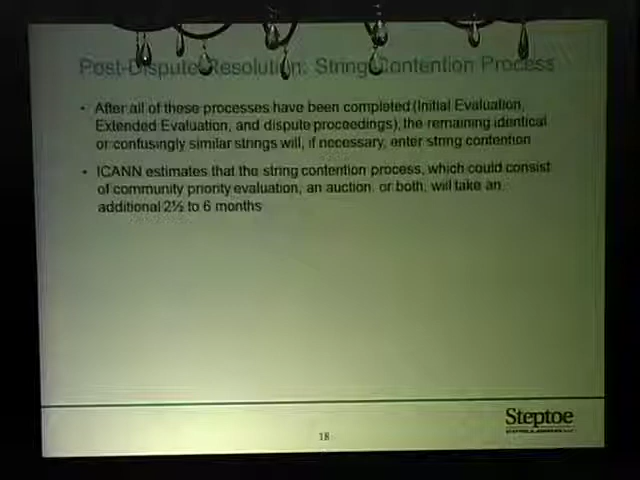 Post-Dispute Resolution: String Contention Process
• After all of these processes have been completed (Initial Evaluation,
Extended Evaluation, and dispute proceedings), the remaining identical
or confusingly similar strings will, if necessary, enter string contention
• ICANN estimates that the string contention process, which could consist
of community priority evaluation, an auction, or both, will take an
additional 2½ to 6 months
Steptoe
18